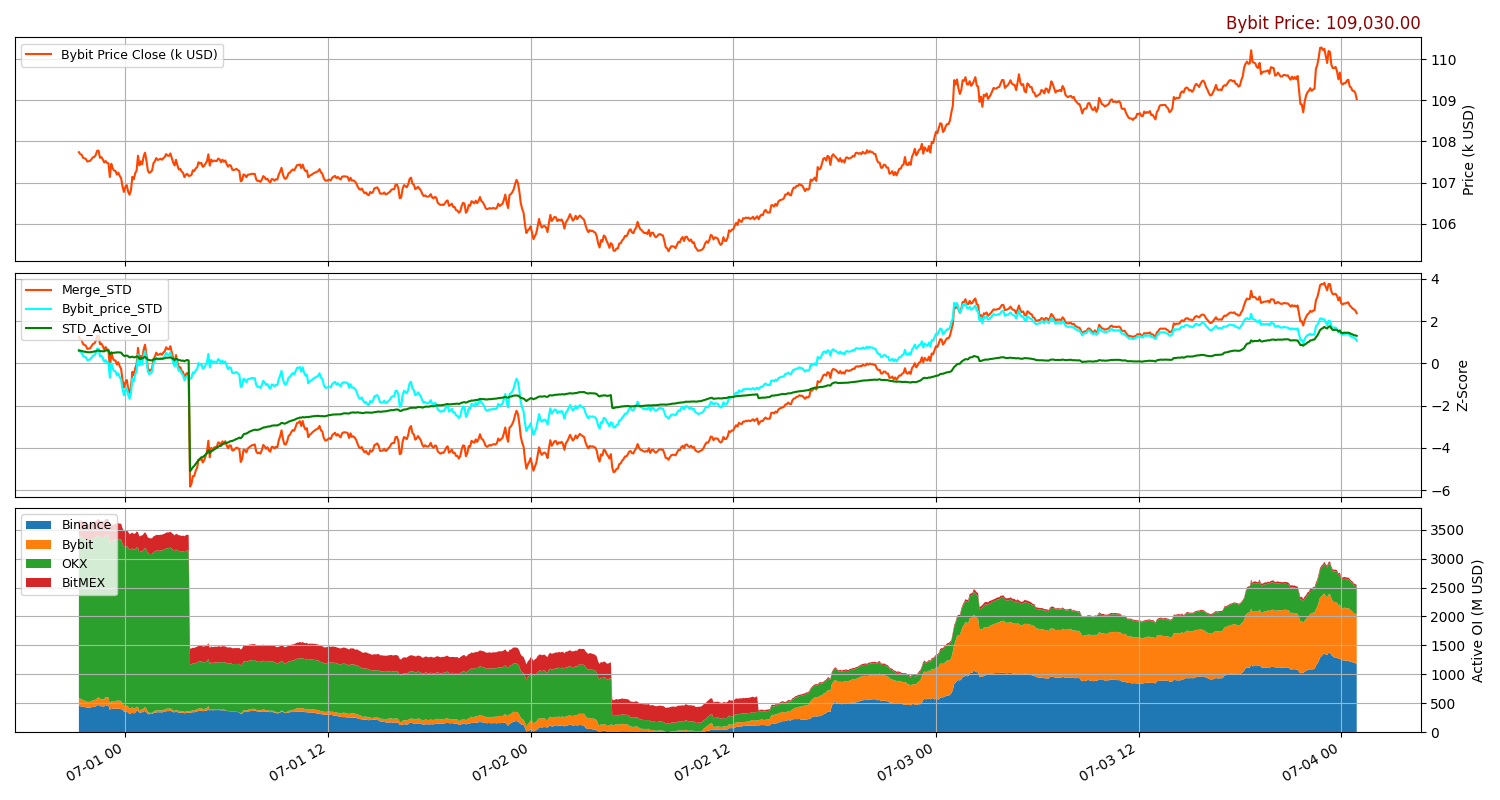 Bybit Price: 109,030.00
Bybit Price Close (k USD)
110
109
108
107
106
Price (k USD)
Merge_STD
Bybit_price_STD
STD_Active_OI
4
2
0
−2
−4
−6
Z-score
Binance
Bybit
OKX
BitMEX
3500
3000
2500
2000
1500
1000
500
0
Active OI (M USD)
07-01 00
07-01 12
07-02 00
07-02 12
07-03 00
07-03 12
07-04 00